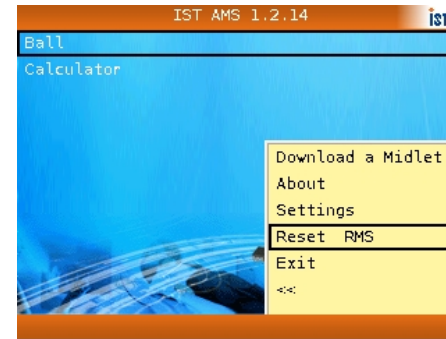 IST AMS 1.2.14
Ball
Calculator
Download a Midlet
About
Settings
Reset RMS
Exit
<<